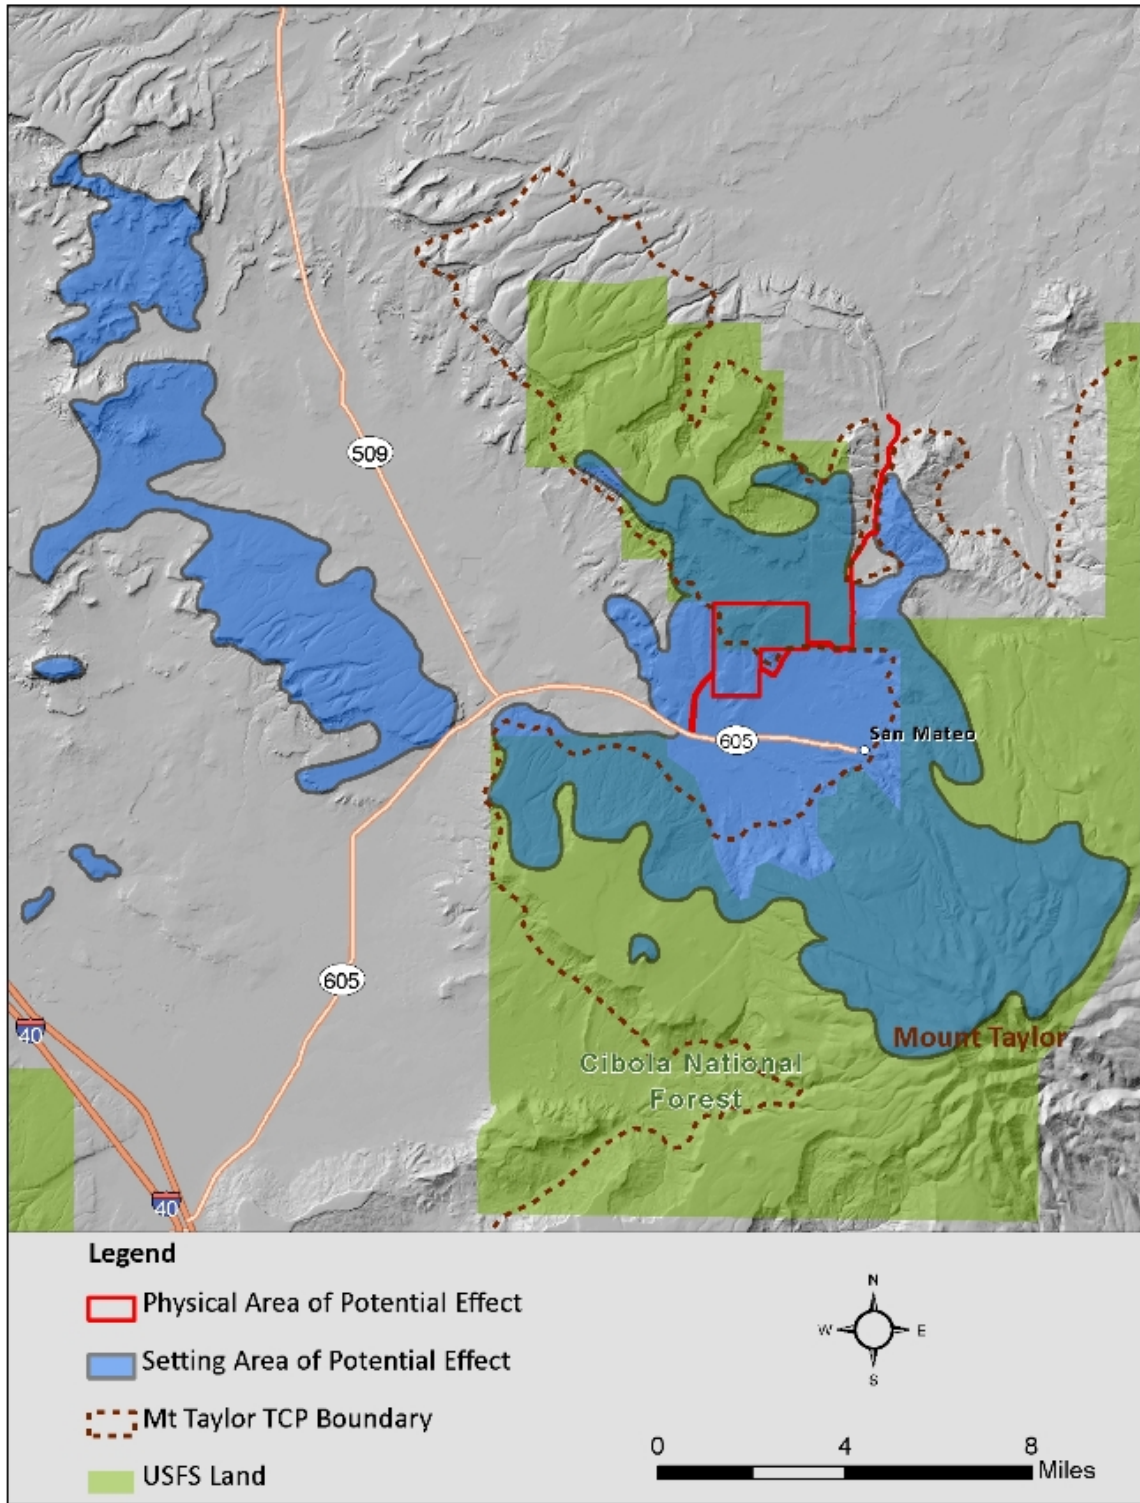 509
San Mateo
605
605
40
Mount Taylor
Cibola National
Forest
40
Legend
Physical Area of Potential Effect
Setting Area of Potential Effect
Mt Taylor TCP Boundary
USFS Land
N
W E
S
0 4 8
Miles